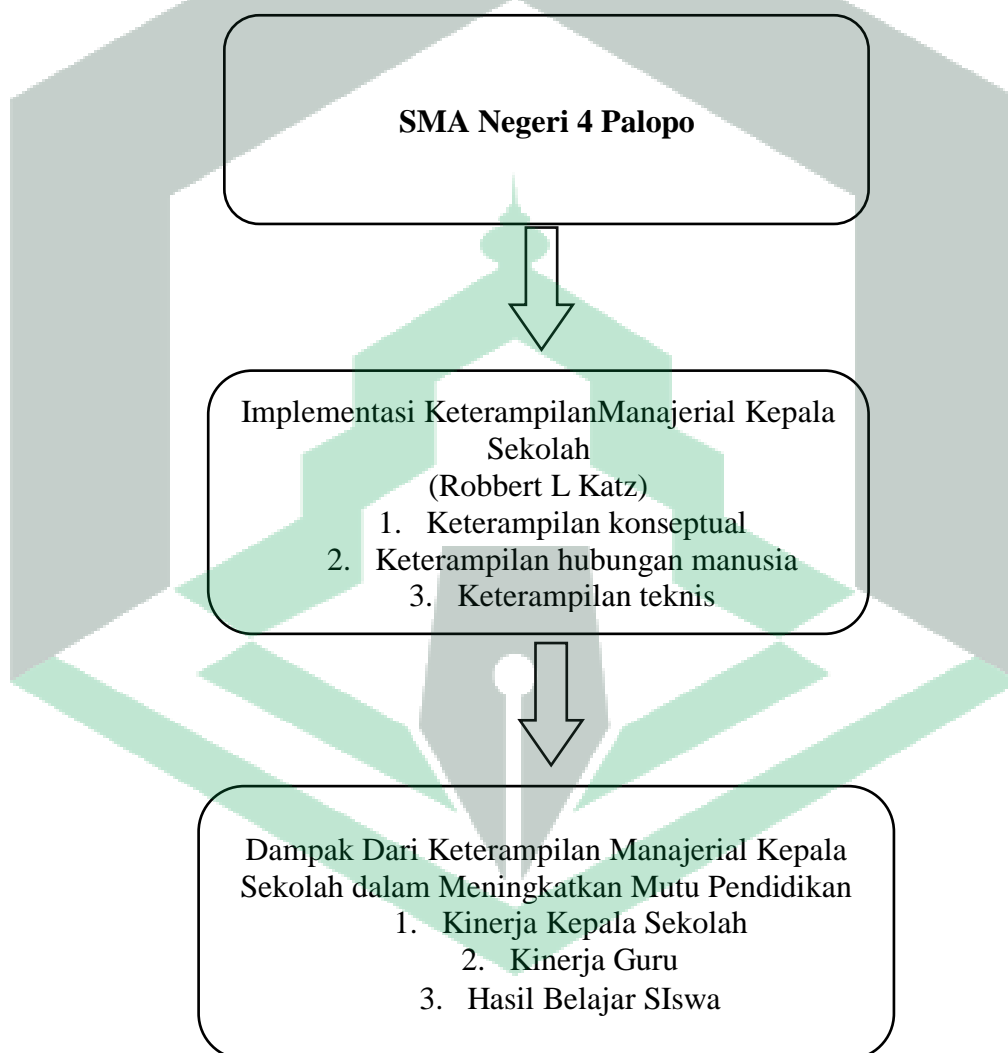 SMA Negeri 4 Palopo
Implementasi KeterampilanManajerial Kepala
Sekolah
(Robbert L Katz)
1. Keterampilan konseptual
2. Keterampilan hubungan manusia
3. Keterampilan teknis
Dampak Dari Keterampilan Manajerial Kepala
Sekolah dalam Meningkatkan Mutu Pendidikan
1. Kinerja Kepala Sekolah
2. Kinerja Guru
3. Hasil Belajar SIswa